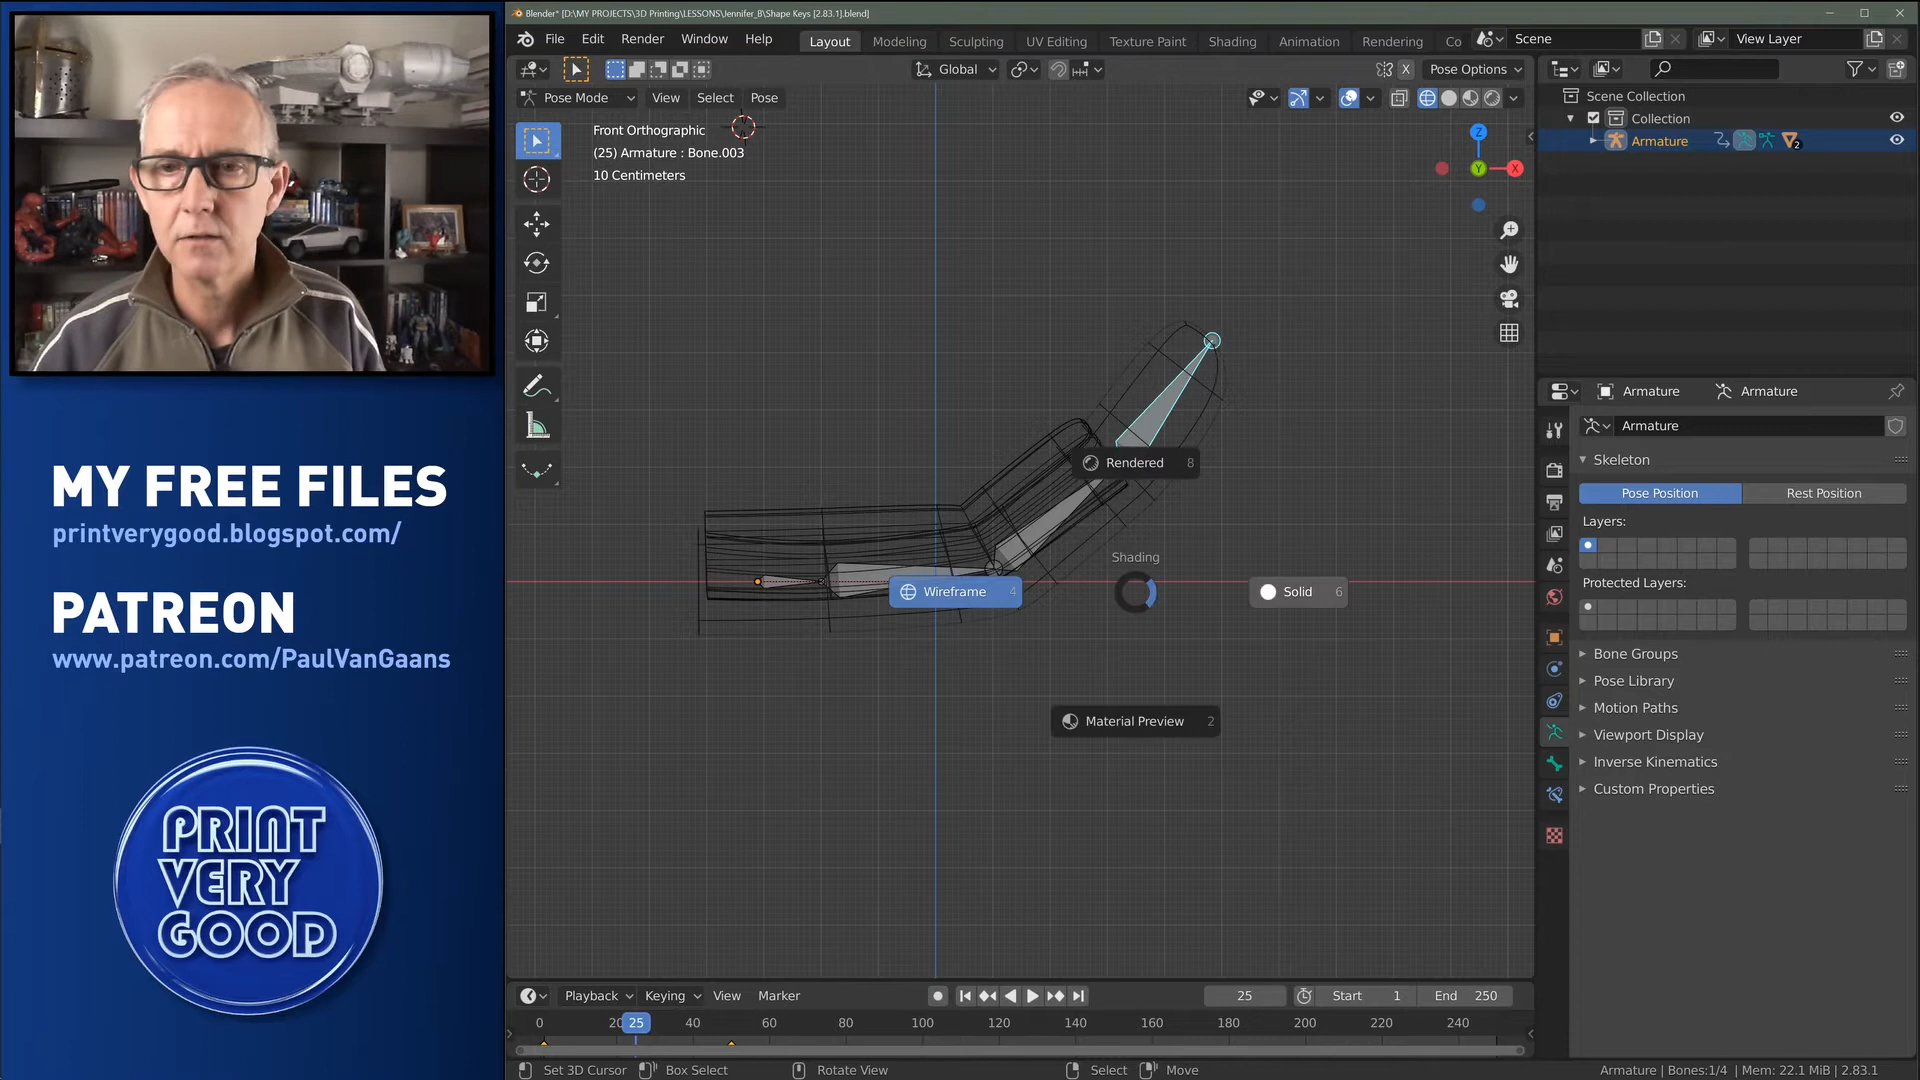 Blender* [D:\MY PROJECTS\3D Printing\LESSONS\Jennifer_B\Shape Keys [2.83.1].blend]
File Edit Render Window Help
Layout Modeling Sculpting UV Editing Texture Paint Shading Animation Rendering Co
Scene
View Layer
Global
X
Pose Options
Pose Mode View Select Pose
Front Orthographic
(25) Armature : Bone.003
10 Centimeters
Z
Y
X
Scene Collection
Collection
Armature
2
Armature Armature
Armature
Skeleton
Pose Position Rest Position
Layers:
Protected Layers:
Bone Groups
Pose Library
Motion Paths
Viewport Display
Inverse Kinematics
Custom Properties
Rendered 8
Shading
Wireframe 4
Solid 6
Material Preview 2
MY FREE FILES
printverygood.blogspot.com/
PATREON
www.patreon.com/PaulVanGaans
PRINT
VERY
GOOD
Playback Keying View Marker
25
Start 1
End 250
0 20 25 40 60 80 100 120 140 160 180 200 220 240
Set 3D Cursor Box Select Rotate View Select Move
Armature | Bones:1/4 | Mem: 22.1 MiB | 2.83.1